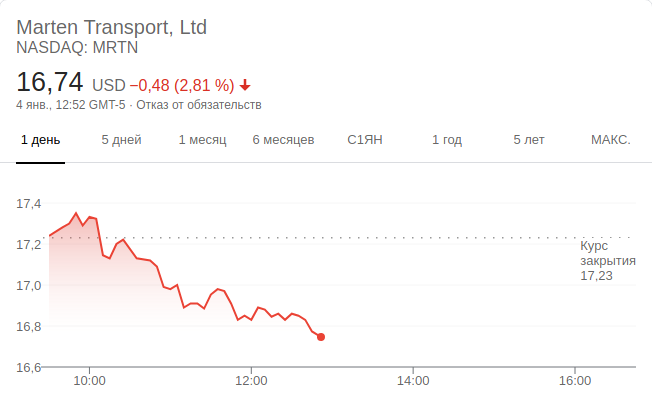 Marten Transport, Ltd
NASDAQ: MRTN
16,74 USD −0,48 (2,81 %)
4 янв., 12:52 GMT-5 · Отказ от обязательств
1 день 5 дней 1 месяц 6 месяцев С1ЯН 1 год 5 лет МАКС.
17,4
17,2
17,0
16,8
16,6
Курс
закрытия
17,23
10:00 12:00 14:00 16:00